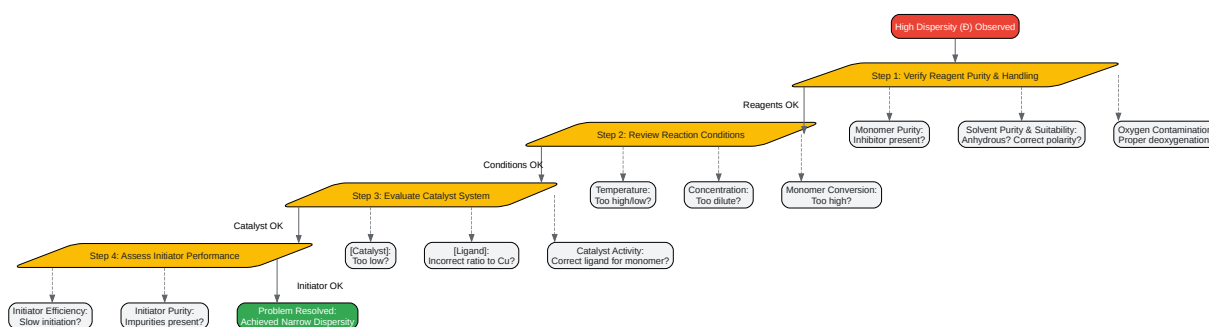 High Dispersity (Đ) Observed
Step 1: Verify Reagent Purity & Handling
Reagents OK
Monomer Purity:
Inhibitor present?
Solvent Purity & Suitability:
Anhydrous? Correct polarity?
Oxygen Contamination
Proper deoxygenation
Step 2: Review Reaction Conditions
Conditions OK
Temperature:
Too high/low?
Concentration:
Too dilute?
Monomer Conversion:
Too high?
Step 3: Evaluate Catalyst System
Catalyst OK
[Catalyst]:
Too low?
[Ligand]:
Incorrect ratio to Cu?
Catalyst Activity:
Correct ligand for monomer?
Step 4: Assess Initiator Performance
Initiator OK
Initiator Efficiency:
Slow initiation?
Initiator Purity:
Impurities present?
Problem Resolved:
Achieved Narrow Dispersity